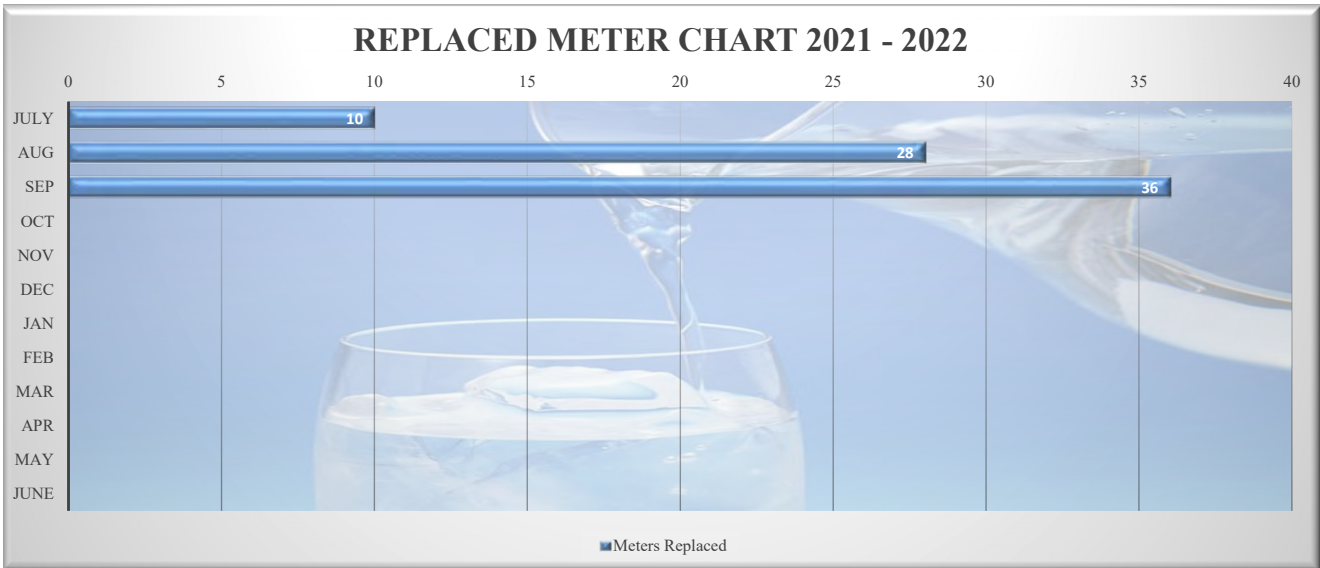 REPLACED METER CHART 2021 - 2022
0 5 10 15 20 25 30 35 40
JULY 10
AUG 28
SEP 36
OCT
NOV
DEC
JAN
FEB
MAR
APR
MAY
JUNE
Meters Replaced